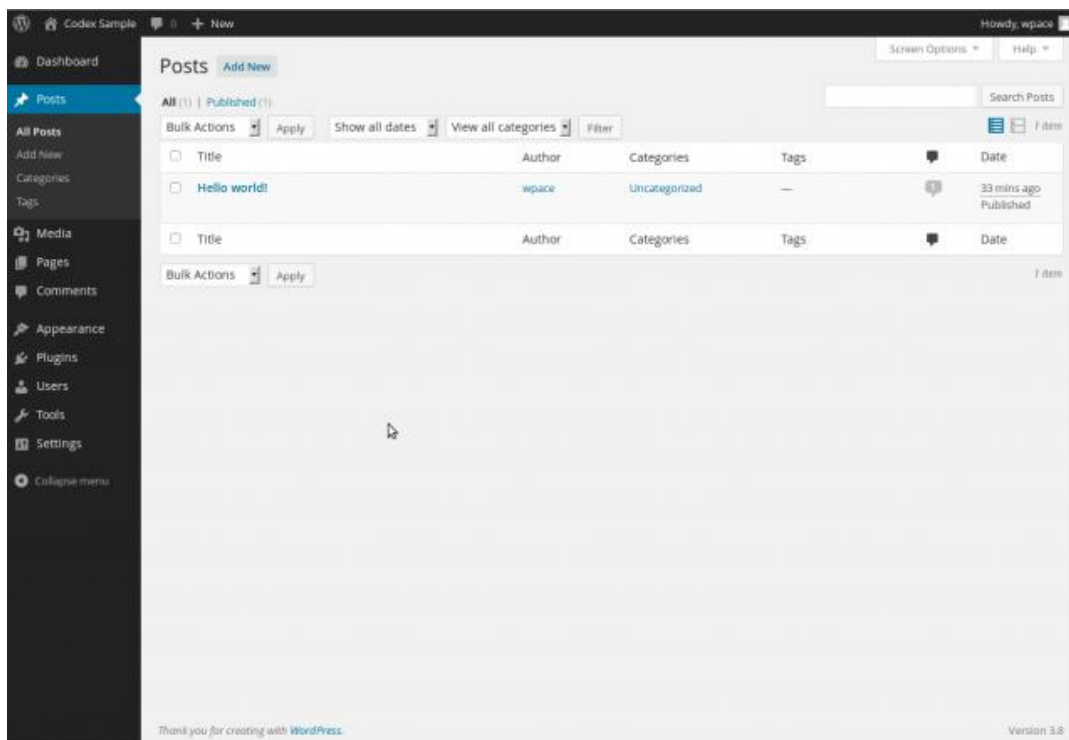 Codex Sample 0 + New Howdy, wpace
Screen Options Help
Dashboard
Posts
All Posts
Add New
Categories
Tags
Media
Pages
Comments
Appearance
Plugins
Users
Tools
Settings
Collapse menu
Posts Add New
All (1) | Published (1) Search Posts
Bulk Actions Apply Show all dates View all categories Filter 1 item
Title Author Categories Tags Date
Hello world! wpace Uncategorized — 1 33 mins ago
Published
Title Author Categories Tags Date
Bulk Actions Apply 1 item
Thank you for creating with WordPress. Version 3.8